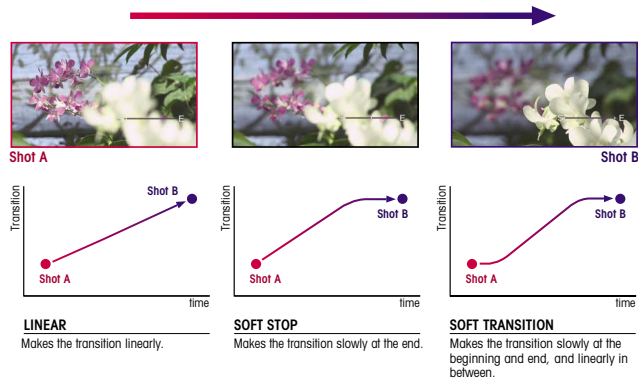 Shot A
Shot B
Transition
Shot B
Shot A
time
Transition
Shot B
Shot A
time
Transition
Shot B
Shot A
time
LINEAR
Makes the transition linearly.
SOFT STOP
Makes the transition slowly at the end.
SOFT TRANSITION
Makes the transition slowly at the
beginning and end, and linearly in
between.